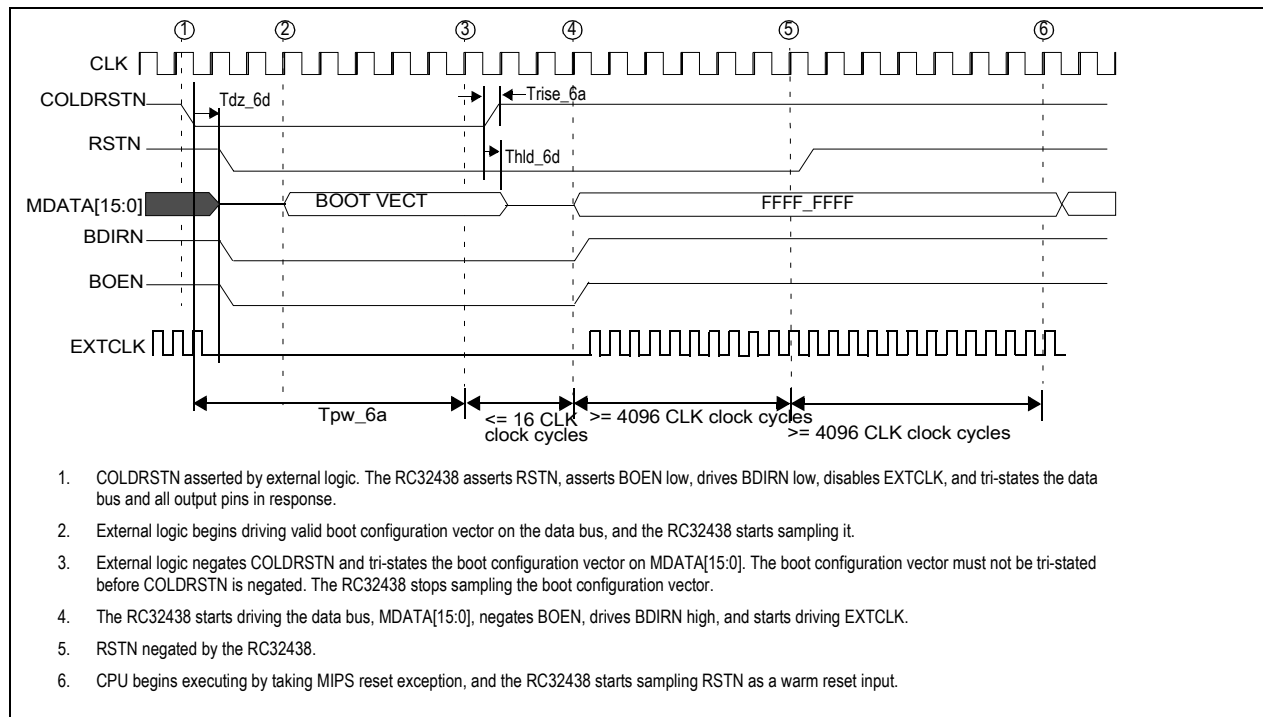 ① ② ③ ④ ⑤ ⑥
CLK
COLDRSTN
Tdz_6d
Trise_6a
RSTN
Thld_6d
MDATA[15:0]
BOOT VECT
FFFF_FFFF
BDIRN
BOEN
EXTCLK
Tpw_6a
<= 16 CLK
clock cycles
>= 4096 CLK clock cycles
>= 4096 CLK clock cycles
1. COLDRSTN asserted by external logic. The RC32438 asserts RSTN, asserts BOEN low, drives BDIRN low, disables EXTCLK, and tri-states the data
bus and all output pins in response.
2. External logic begins driving valid boot configuration vector on the data bus, and the RC32438 starts sampling it.
3. External logic negates COLDRSTN and tri-states the boot configuration vector on MDATA[15:0]. The boot configuration vector must not be tri-stated
before COLDRSTN is negated. The RC32438 stops sampling the boot configuration vector.
4. The RC32438 starts driving the data bus, MDATA[15:0], negates BOEN, drives BDIRN high, and starts driving EXTCLK.
5. RSTN negated by the RC32438.
6. CPU begins executing by taking MIPS reset exception, and the RC32438 starts sampling RSTN as a warm reset input.